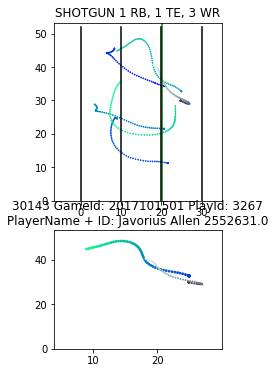 SHOTGUN 1 RB, 1 TE, 3 WR
50
40
30
20
10
0
0 10 20 30
30143 GameId: 2017101501 PlayId: 3267
PlayerName + ID: Javorius Allen 2552631.0
40
20
0
10 20